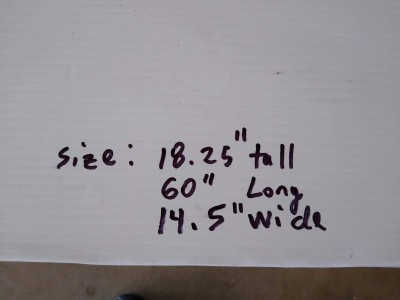 size: 18.25" tall
60" Long
14.5" wide